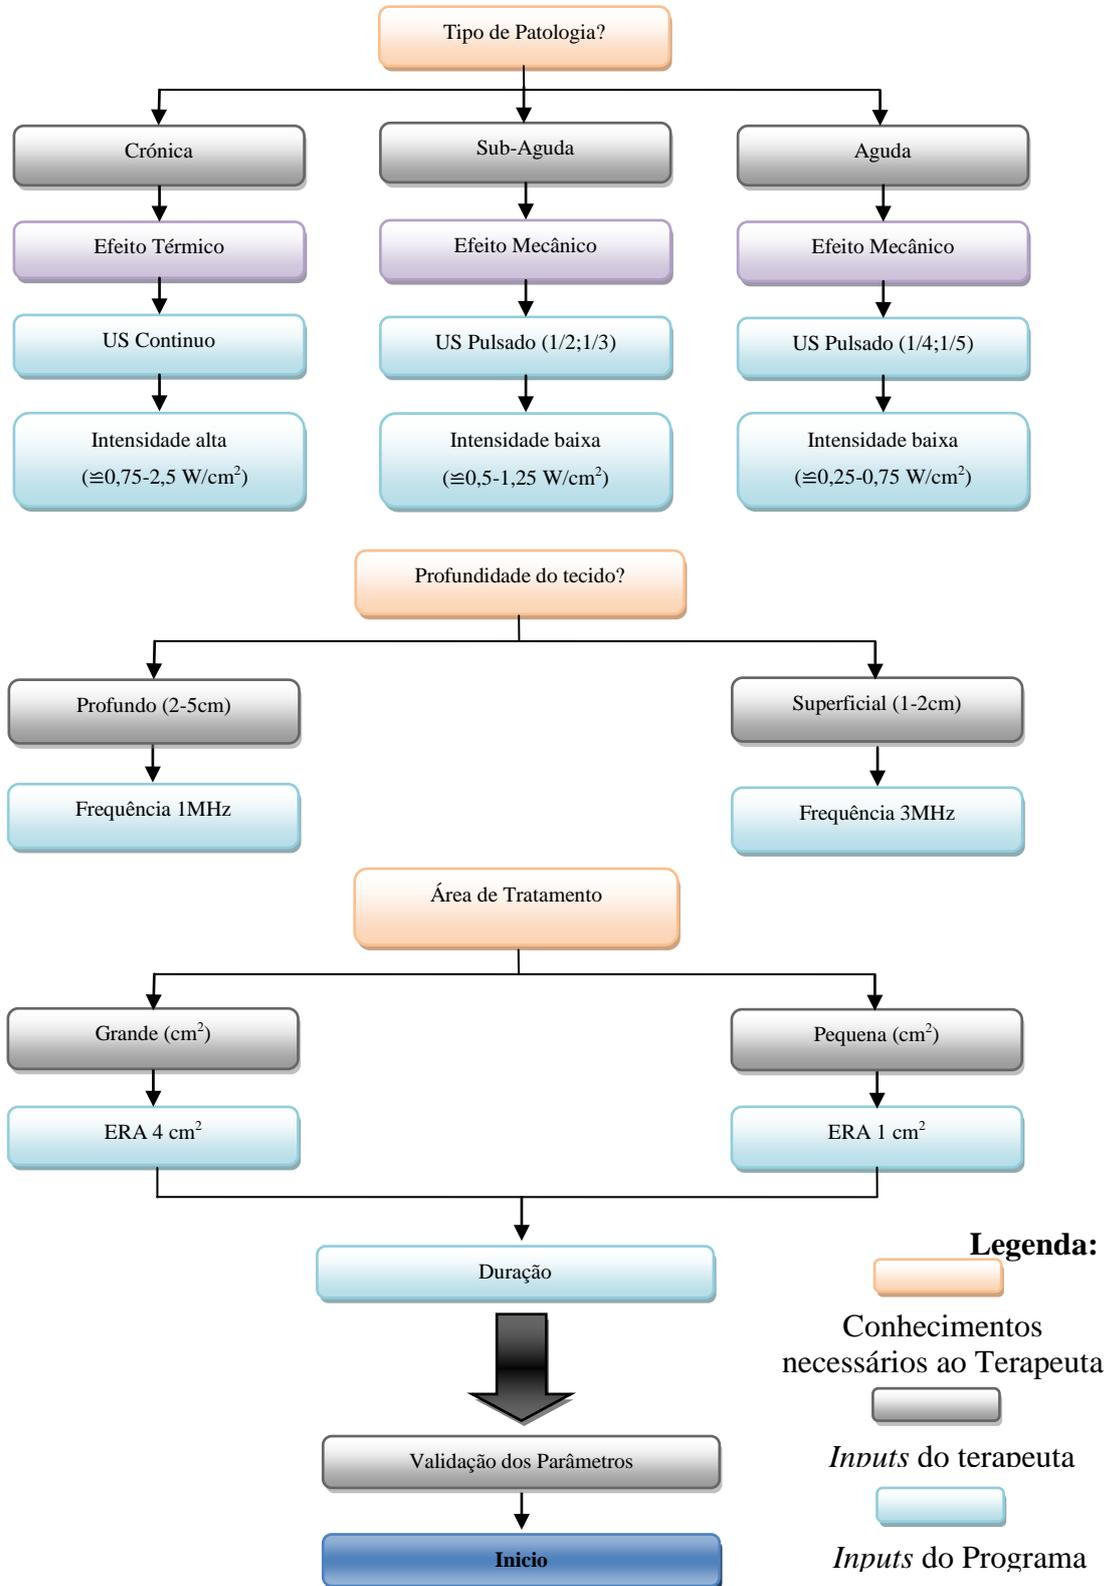 Tipo de Patologia?
Crónica
Sub-Aguda
Aguda
Efeito Térmico
Efeito Mecânico
Efeito Mecânico
US Continuo
US Pulsado (1/2;1/3)
US Pulsado (1/4;1/5)
Intensidade alta
(≌0,75-2,5 W/cm²)
Intensidade baixa
(≌0,5-1,25 W/cm²)
Intensidade baixa
(≌0,25-0,75 W/cm²)
Profundidade do tecido?
Profundo (2-5cm)
Superficial (1-2cm)
Frequência 1MHz
Frequência 3MHz
Área de Tratamento
Grande (cm²)
Pequena (cm²)
ERA 4 cm²
ERA 1 cm²
Duração
Validação dos Parâmetros
Inicio
Legenda:
Conhecimentos
necessários ao Terapeuta
Inputs do terapeuta
Inputs do Programa